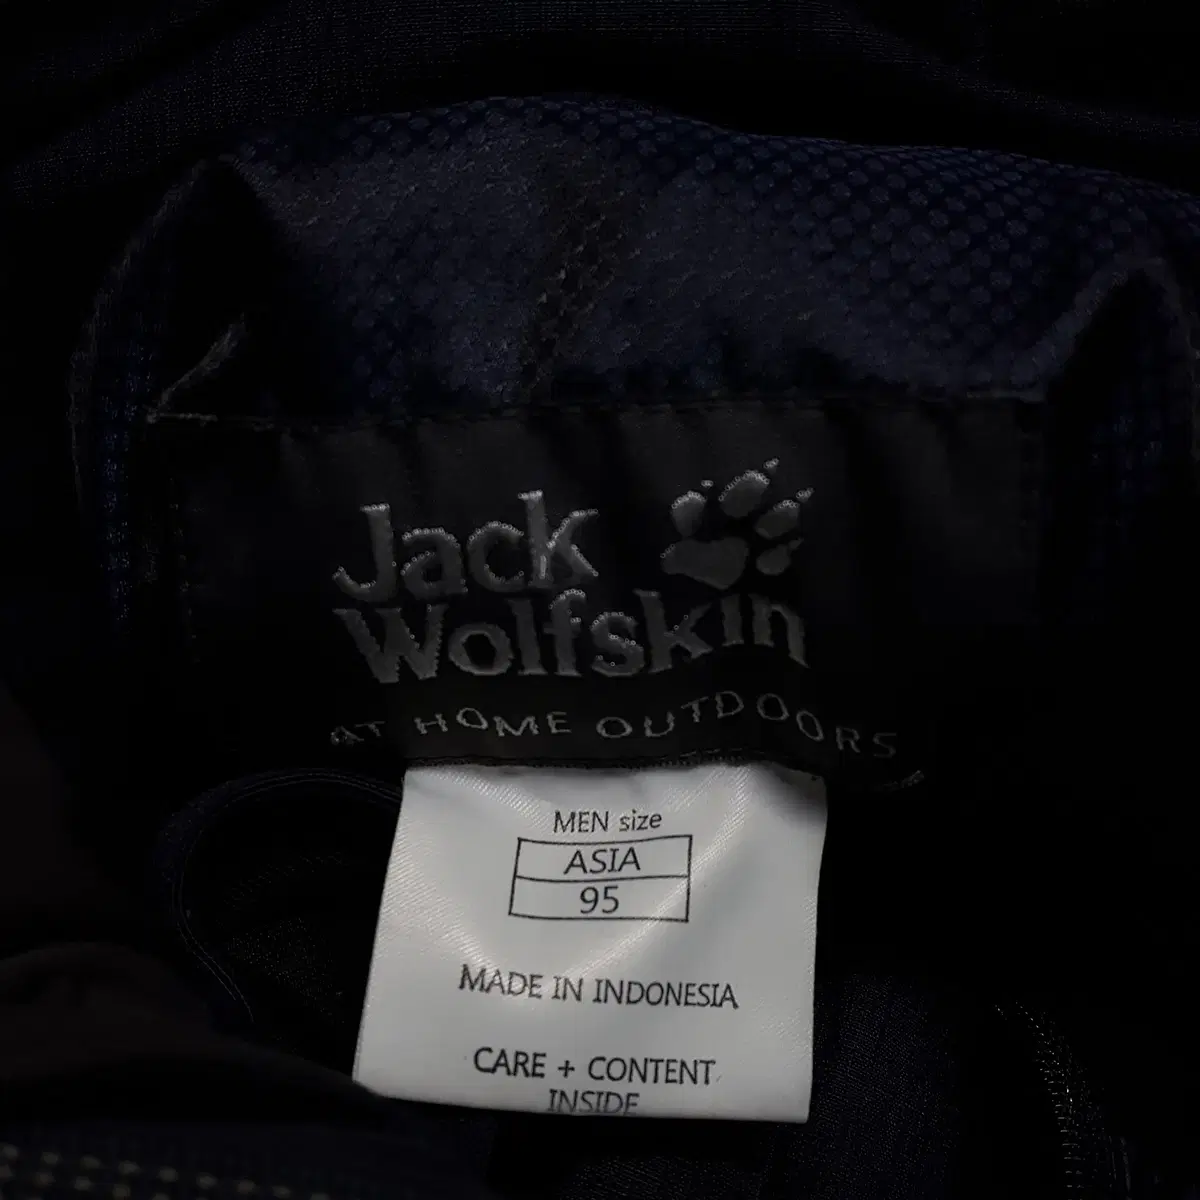 Jack
Wolfskin
AT HOME OUTDOORS
MEN size
ASIA
95
MADE IN INDONESIA
CARE + CONTENT
INSIDE